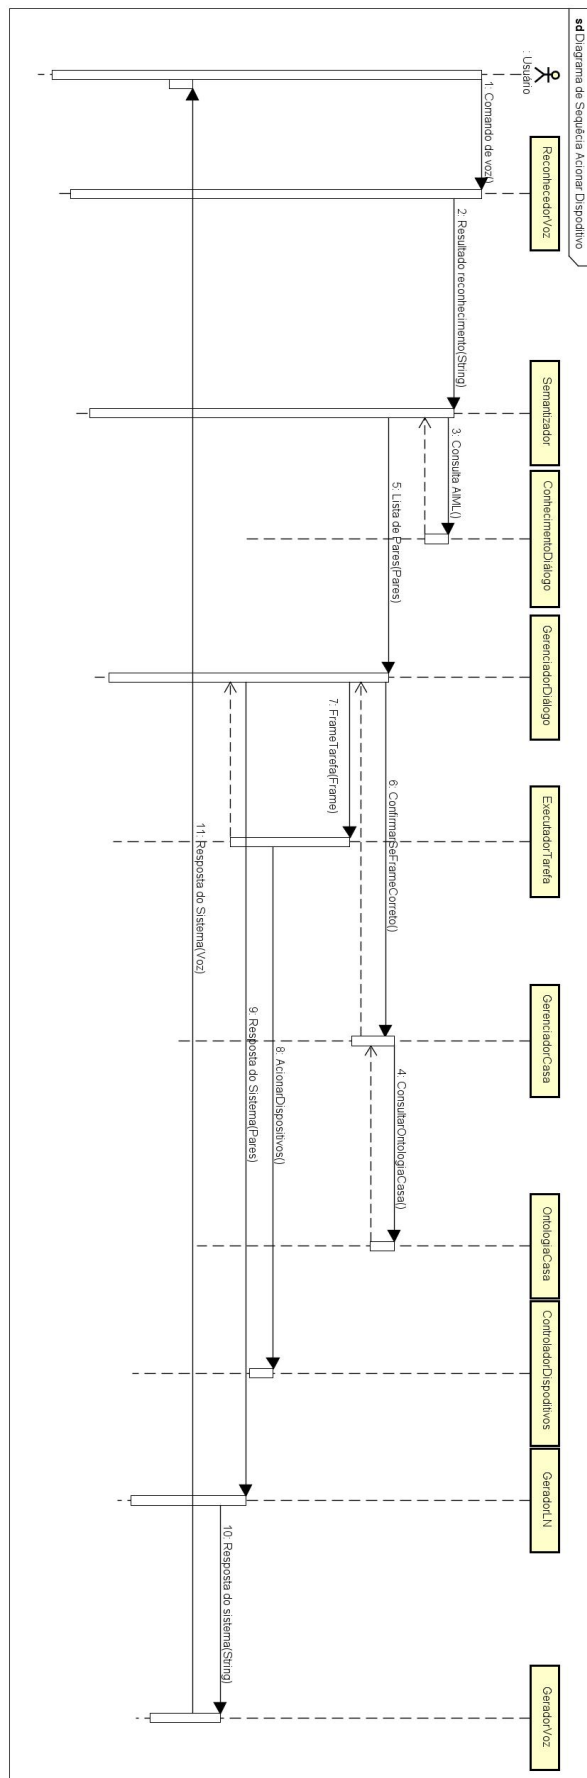 sd Diagrama de Sequêcia Acionar Dispoditivo
: Usuário
ReconhecedorVoz
Semantizador
ConhecimentoDiálogo
GerenciadorDiálogo
ExecutadorTarefa
GerenciadorCasa
OntologiaCasa
ControladorDispoditivos
GeradorLN
GeradorVoz
1: Comando de voz()
2: Resultado reconhecimento(String)
3: Consulta AIML()
4: ConsultarOntologiaCasa()
5: Lista de Pares(Pares)
6: ConfirmarSeFrameCorreto()
7: FrameTarefa(Frame)
8: AcionarDispositivos()
9: Resposta do Sistema(Pares)
10: Resposta do sistema(String)
11: Resposta do Sistema(Voz)